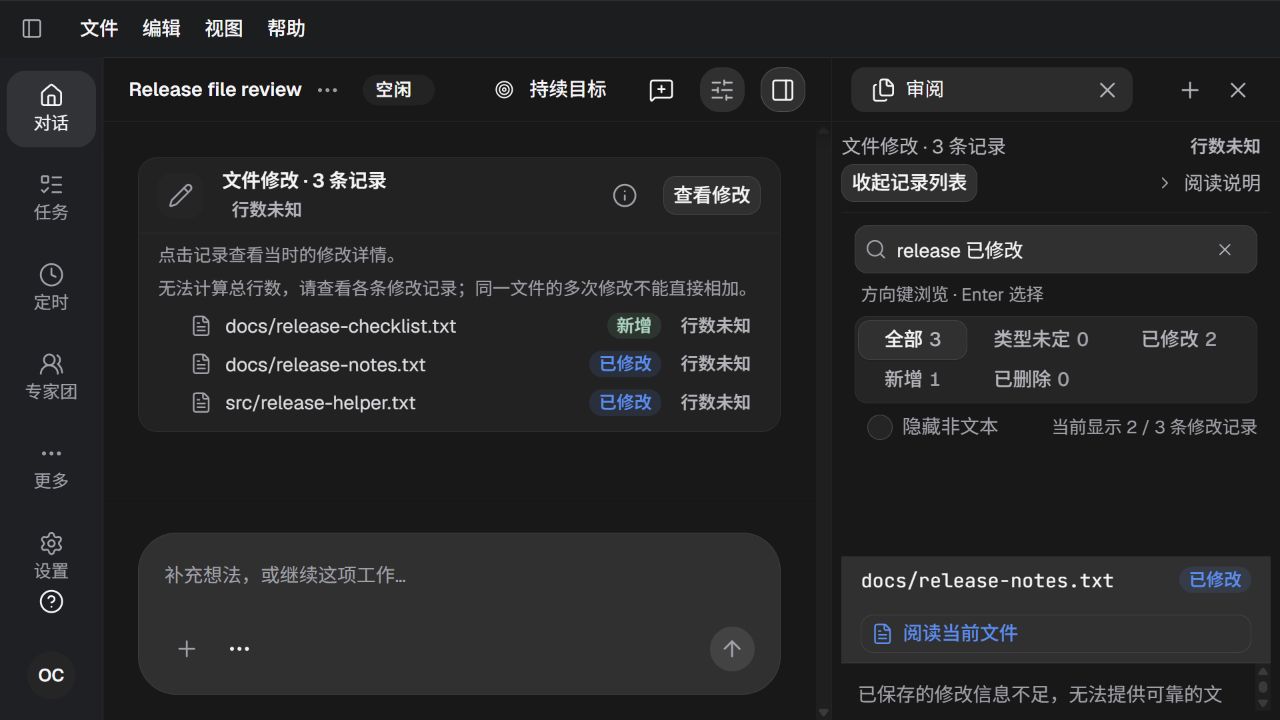 文件 编辑 视图 帮助
对话
任务
定时
专家团
更多
设置
OC
Release file review ··· 空闲 持续目标
文件修改 · 3 条记录
行数未知
查看修改
点击记录查看当时的修改详情。
无法计算总行数，请查看各条修改记录；同一文件的多次修改不能直接相加。
docs/release-checklist.txt 新增 行数未知
docs/release-notes.txt 已修改 行数未知
src/release-helper.txt 已修改 行数未知
补充想法，或继续这项工作...
审阅
文件修改 · 3 条记录 行数未知
收起记录列表 阅读说明
release 已修改
方向键浏览 · Enter 选择
全部 3 类型未定 0 已修改 2
新增 1 已删除 0
隐藏非文本 当前显示 2 / 3 条修改记录
docs/release-notes.txt 已修改
阅读当前文件
已保存的修改信息不足，无法提供可靠的文